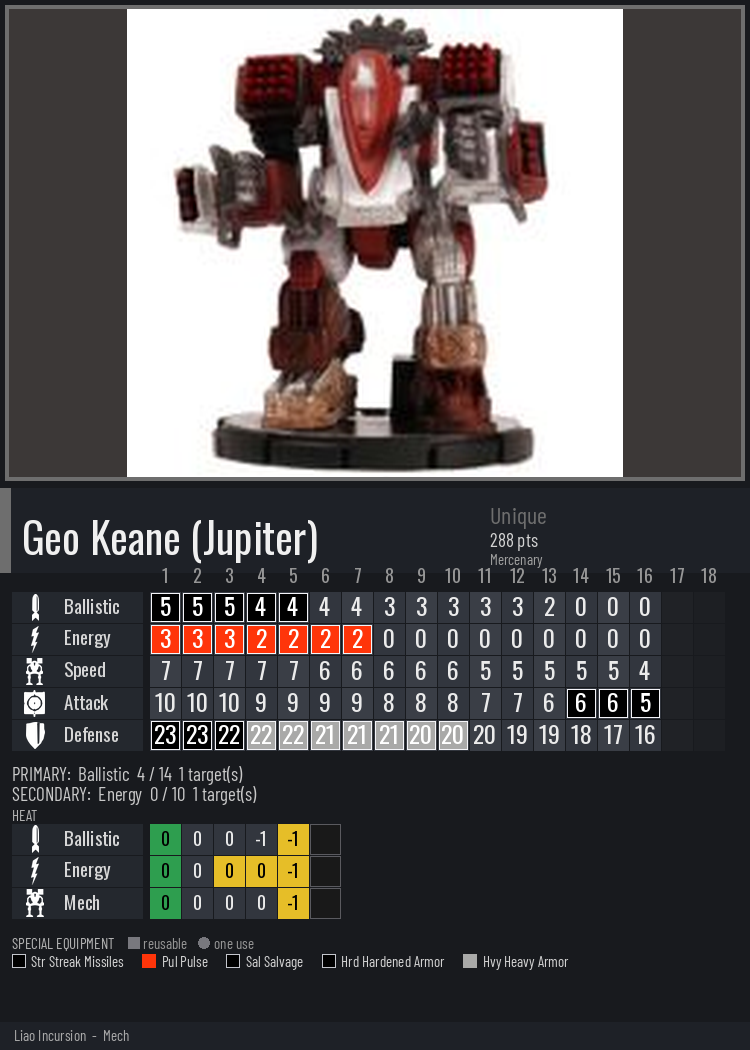 Geo Keane (Jupiter)
Unique
288 pts
Mercenary
1 2 3 4 5 6 7 8 9 10 11 12 13 14 15 16 17 18
Ballistic 5 5 5 4 4 4 4 3 3 3 3 3 2 0 0 0
Energy 3 3 3 2 2 2 2 0 0 0 0 0 0 0 0 0
Speed 7 7 7 7 7 6 6 6 6 6 5 5 5 5 5 4
Attack 10 10 10 9 9 9 9 8 8 8 7 7 6 6 6 5
Defense 23 23 22 22 22 21 21 21 20 20 20 19 19 18 17 16
PRIMARY: Ballistic 4 / 14 1 target(s)
SECONDARY: Energy 0 / 10 1 target(s)
HEAT
Ballistic 0 0 0 -1 -1
Energy 0 0 0 0 -1
Mech 0 0 0 0 -1
SPECIAL EQUIPMENT reusable one use
Str Streak Missiles Pul Pulse Sal Salvage Hrd Hardened Armor Hvy Heavy Armor
Liao Incursion - Mech